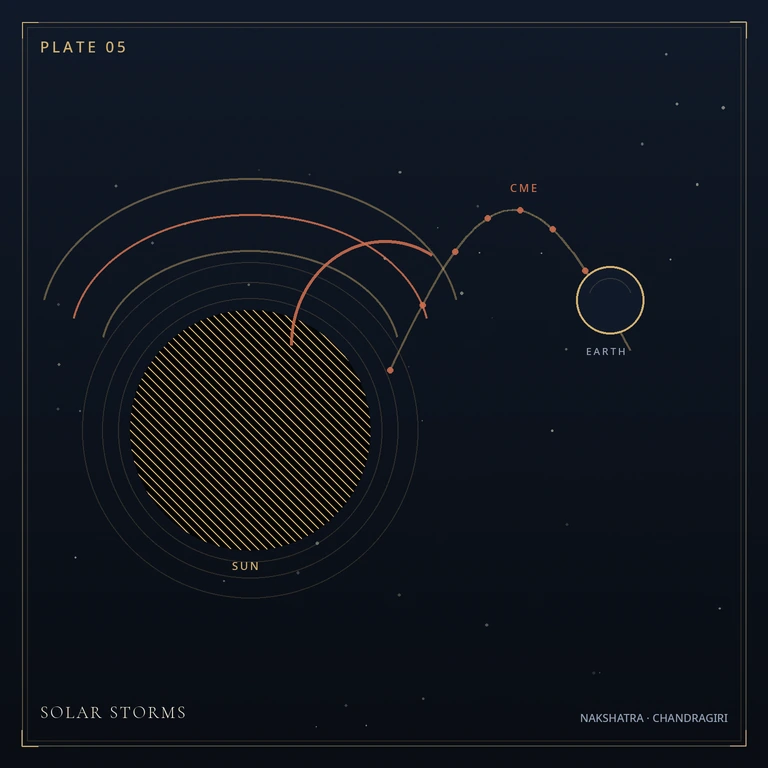 PLATE 05
CME
EARTH
SUN
SOLAR STORMS
NAKSHATRA · CHANDRAGIRI